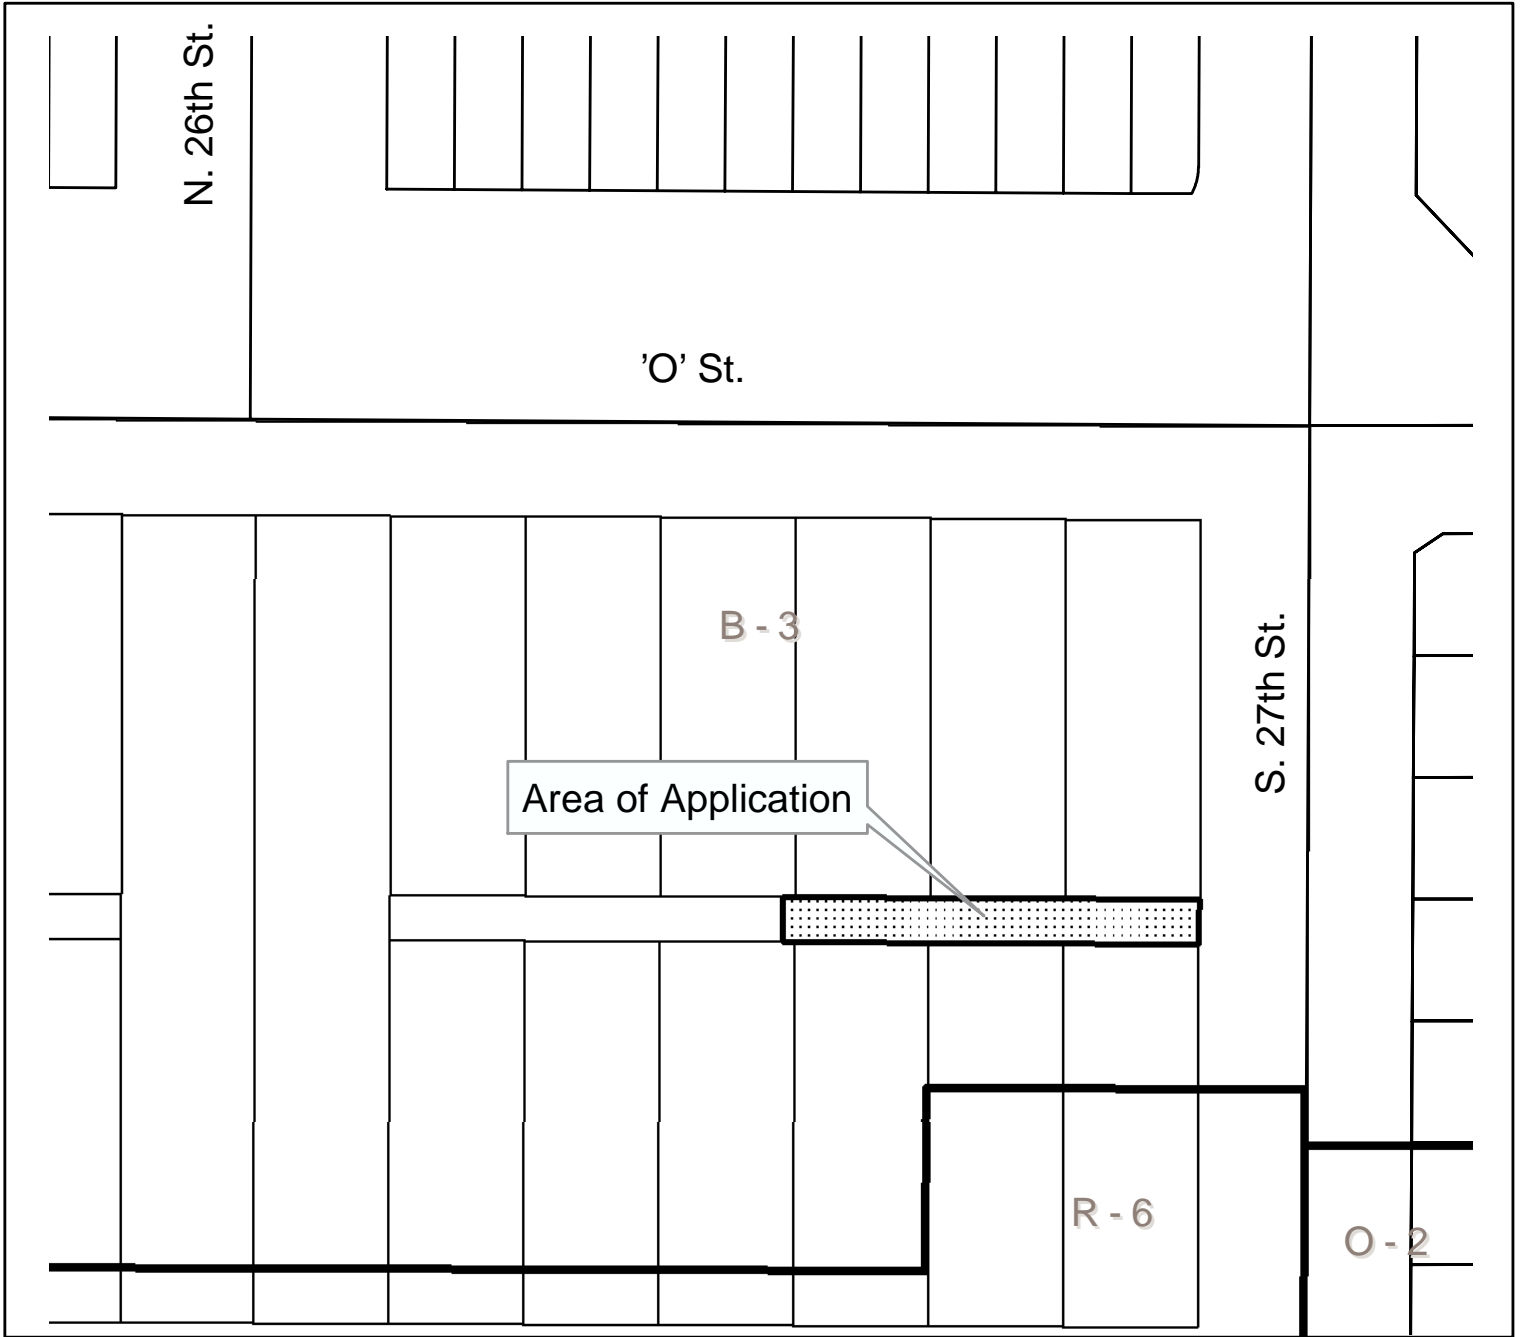 N. 26th St.
'O' St.
B - 3
S. 27th St.
Area of Application
R - 6
O - 2